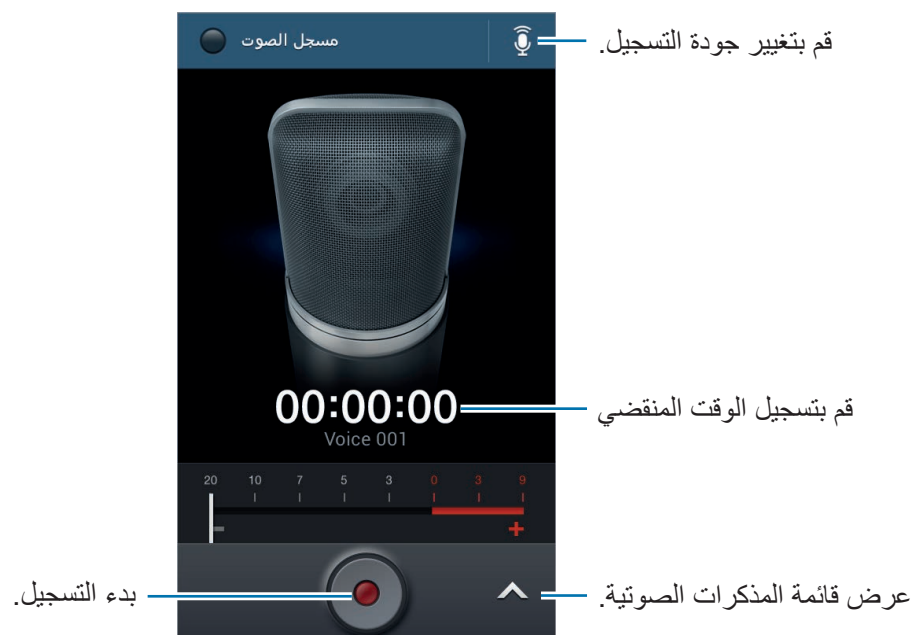 مسجل الصوت
قم بتغيير جودة التسجيل.
00:00:00
قم بتسجيل الوقت المنقضي
Voice 001
20 10 7 5 3 0 3 9
- +
عرض قائمة المذكرات الصوتية.
بدء التسجيل.